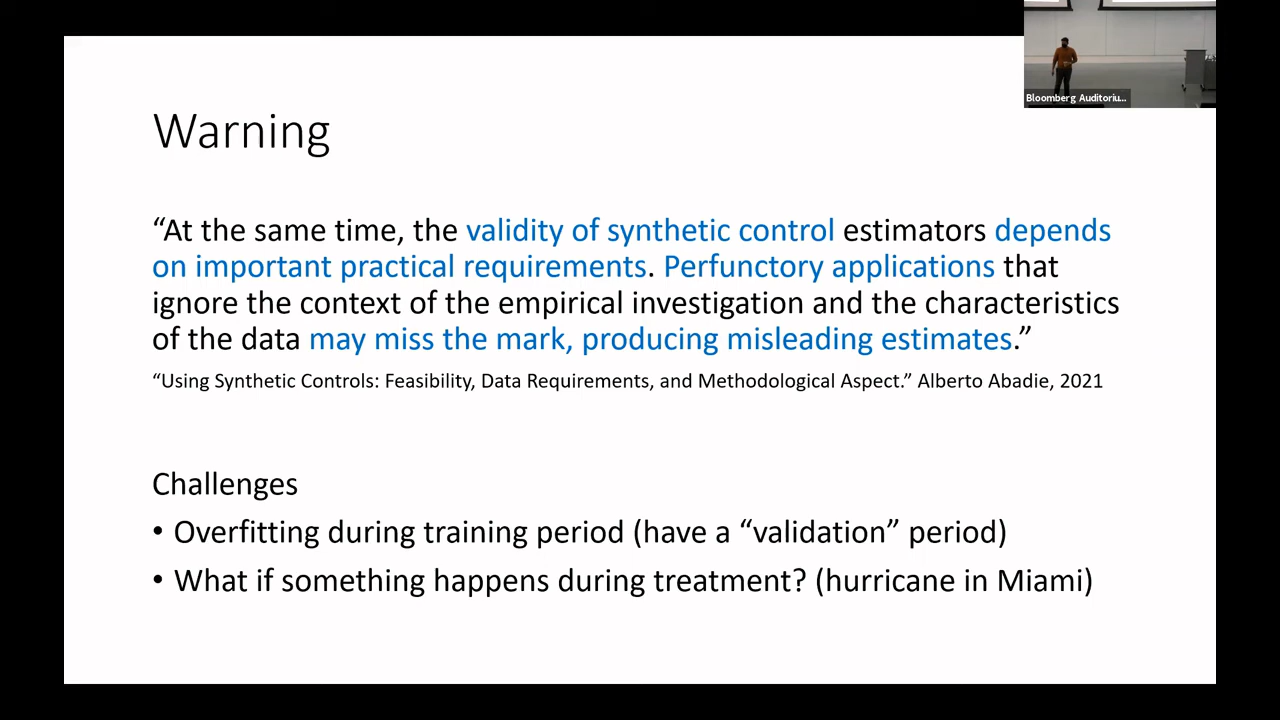 Bloomberg Auditoriu...
Warning
“At the same time, the validity of synthetic control estimators depends
on important practical requirements. Perfunctory applications that
ignore the context of the empirical investigation and the characteristics
of the data may miss the mark, producing misleading estimates.”
“Using Synthetic Controls: Feasibility, Data Requirements, and Methodological Aspect.” Alberto Abadie, 2021
Challenges
• Overfitting during training period (have a “validation” period)
• What if something happens during treatment? (hurricane in Miami)